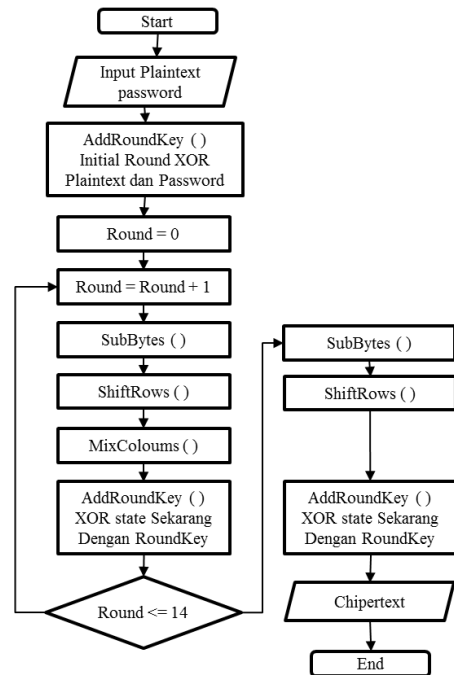 Start
Input Plaintext
password
AddRoundKey ( )
Initial Round XOR
Plaintext dan Password
Round = 0
Round = Round + 1
SubBytes ( )
ShiftRows ( )
MixColoums ( )
AddRoundKey ( )
XOR state Sekarang
Dengan RoundKey
Round <= 14
SubBytes ( )
ShiftRows ( )
AddRoundKey ( )
XOR state Sekarang
Dengan RoundKey
Chipertext
End